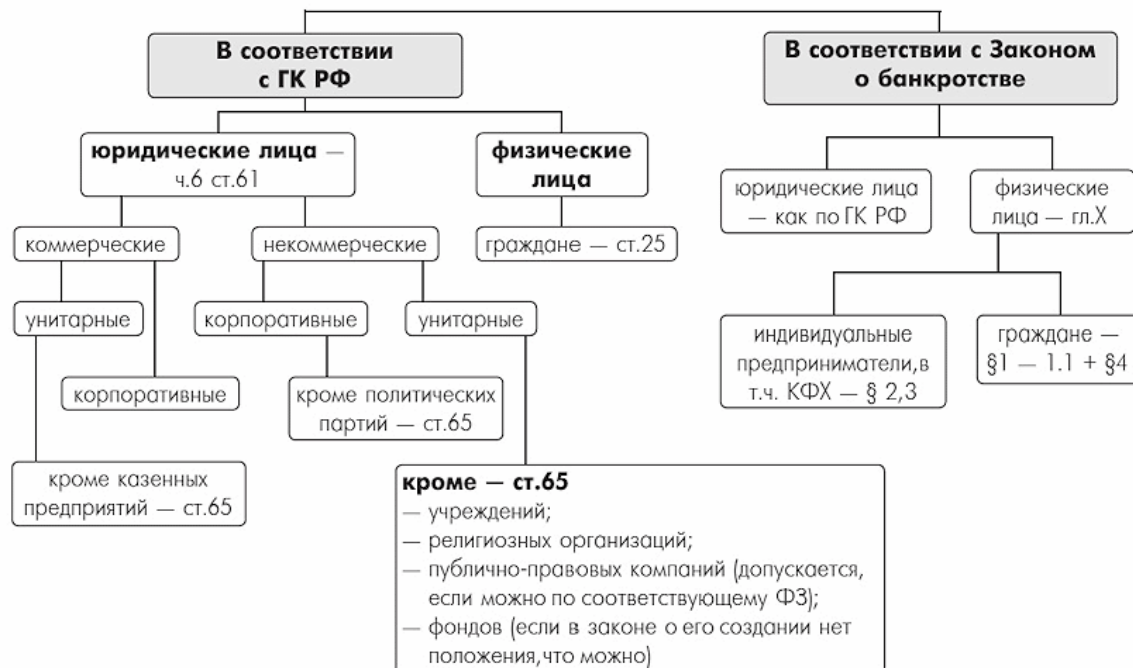 В соответствии
с ГК РФ
В соответствии с Законом
о банкротстве
юридические лица —
ч.6 ст.61
физические
лица
юридические лица
— как по ГК РФ
физические
лица — гл.X
коммерческие
некоммерческие
граждане — ст.25
унитарные
корпоративные
унитарные
индивидуальные
предприниматели,в
т.ч. КФХ — § 2,3
граждане —
§1 — 1.1 + §4
корпоративные
кроме политических
партий — ст.65
кроме казенных
предприятий — ст.65
кроме — ст.65
— учреждений;
— религиозных организаций;
— публично-правовых компаний (допускается,
если можно по соответствующему ФЗ);
— фондов (если в законе о его создании нет
положения,что можно)